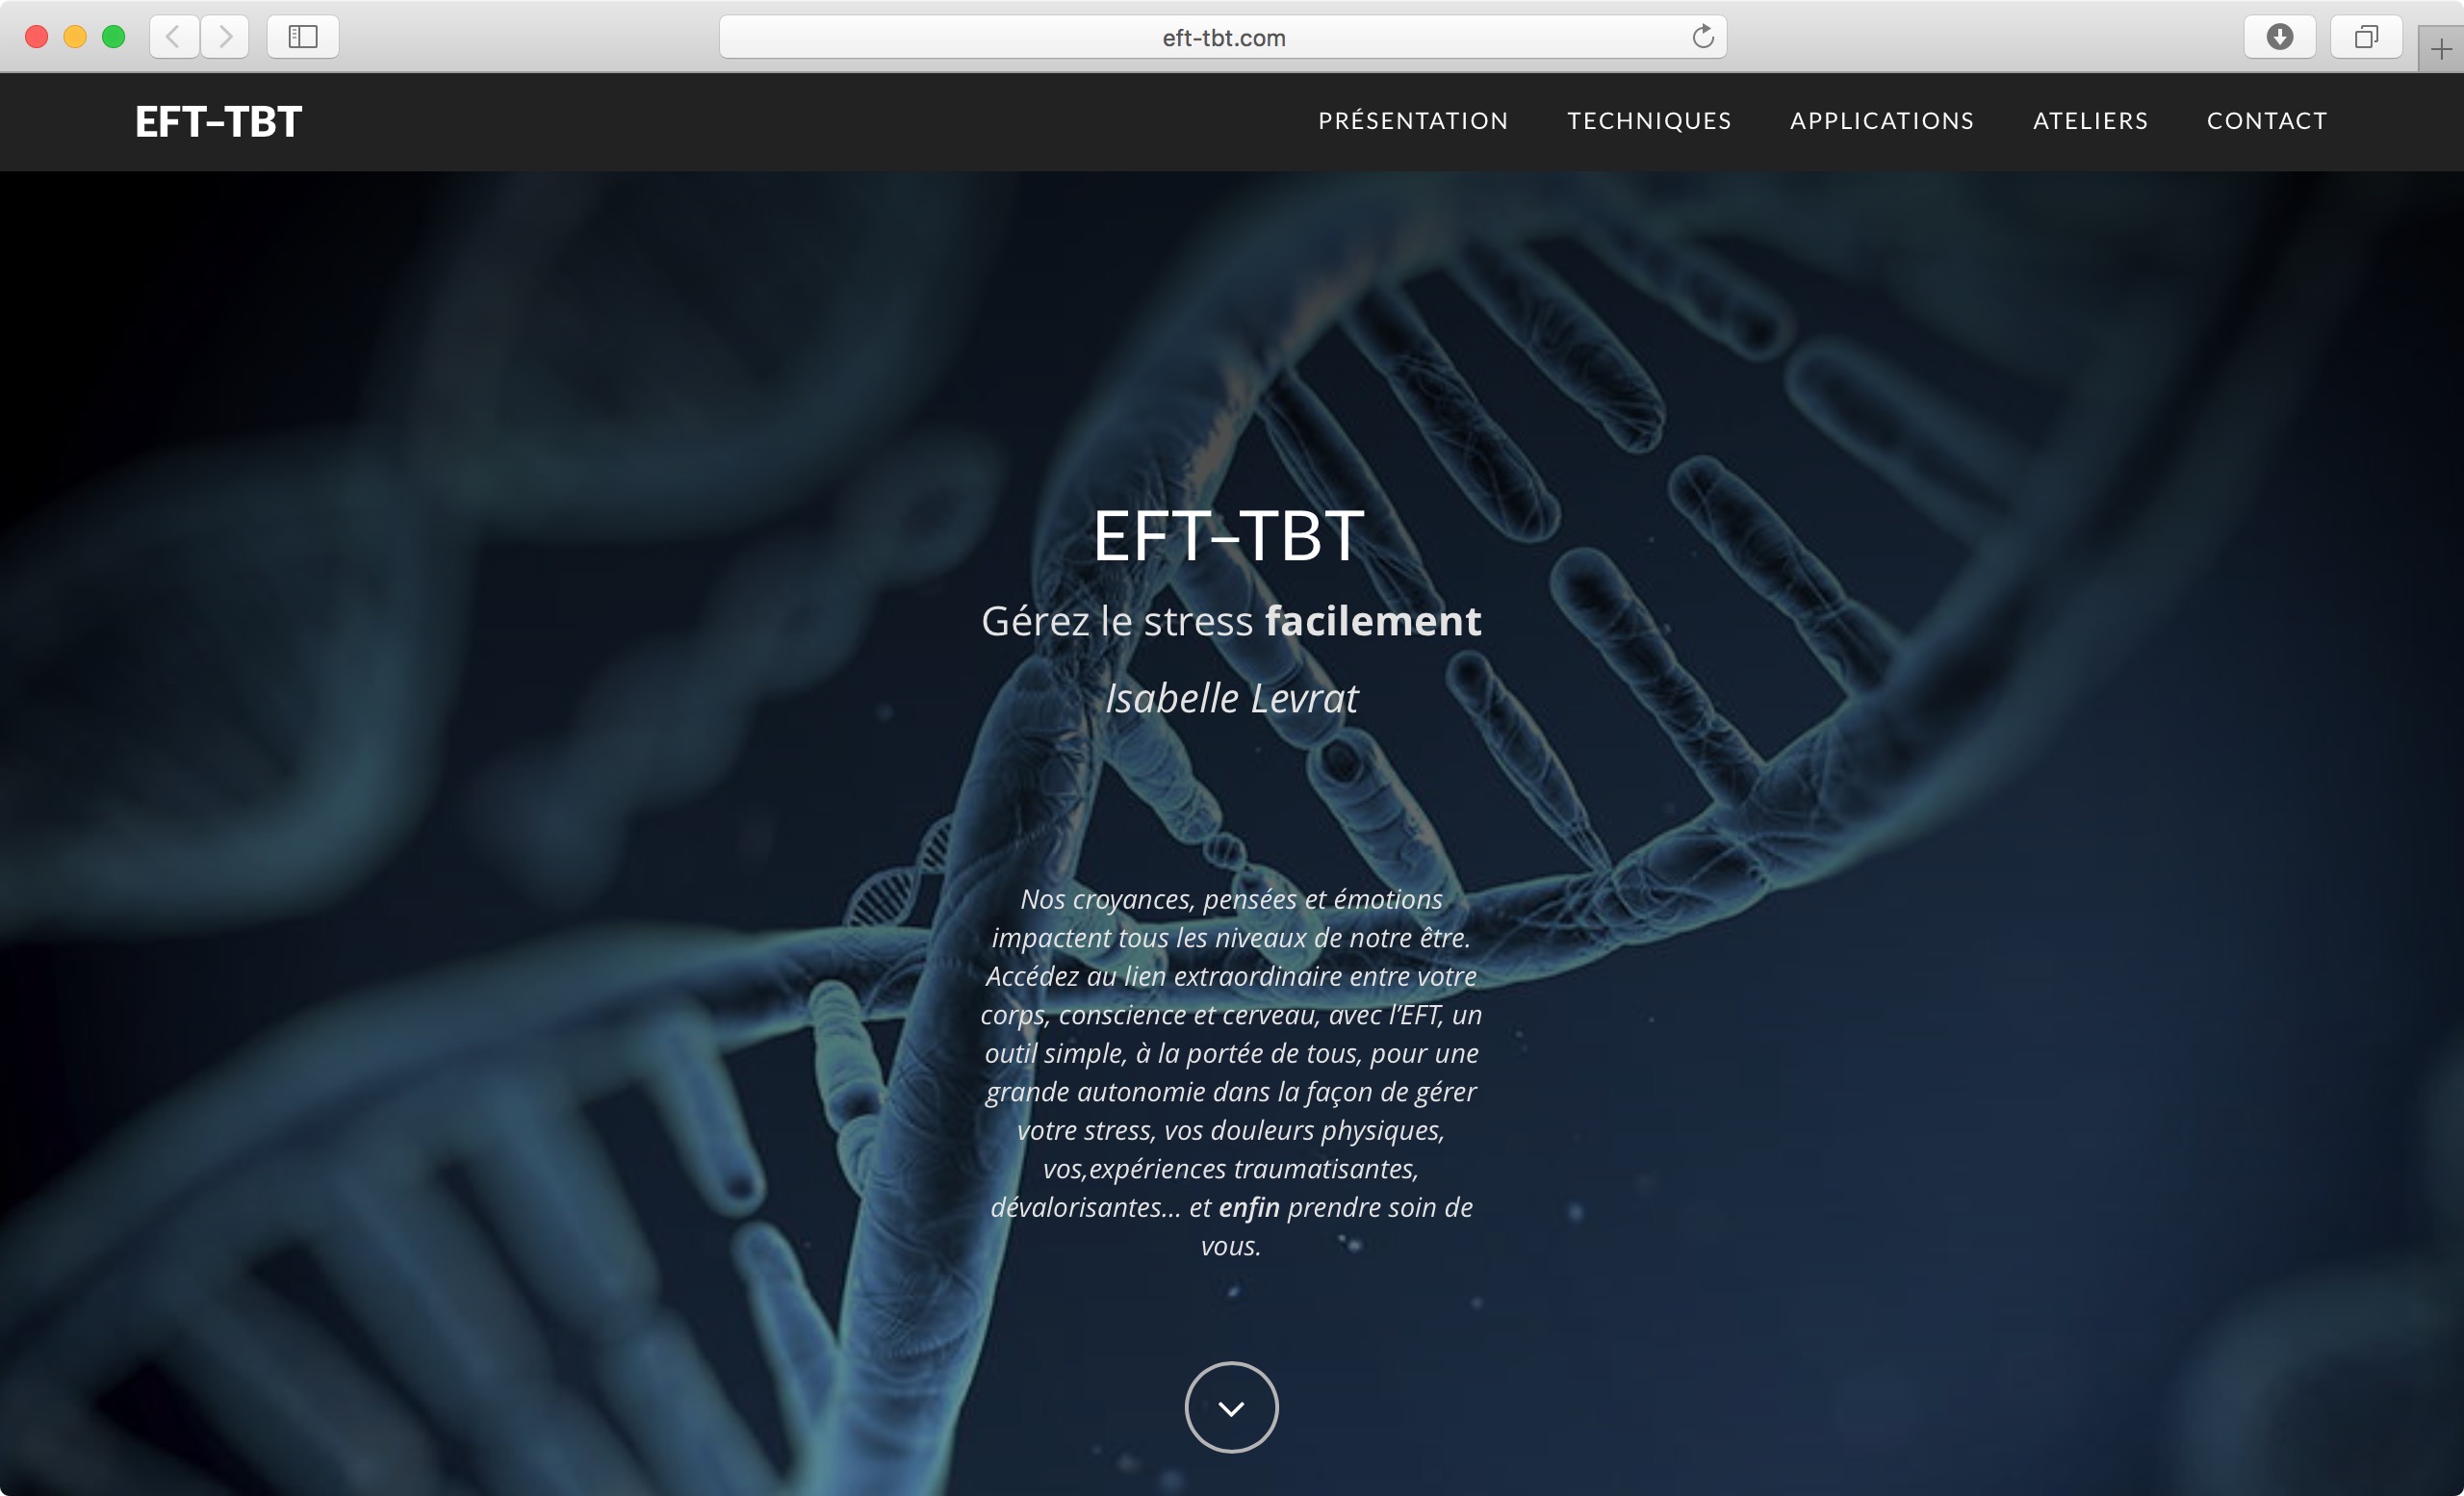 eft-tbt.com
EFT–TBT
PRÉSENTATION TECHNIQUES APPLICATIONS ATELIERS CONTACT
EFT–TBT
Gérez le stress facilement
Isabelle Levrat
Nos croyances, pensées et émotions
impactent tous les niveaux de notre être.
Accédez au lien extraordinaire entre votre
corps, conscience et cerveau, avec l’EFT, un
outil simple, à la portée de tous, pour une
grande autonomie dans la façon de gérer
votre stress, vos douleurs physiques,
vos,expériences traumatisantes,
dévalorisantes... et enfin prendre soin de
vous.